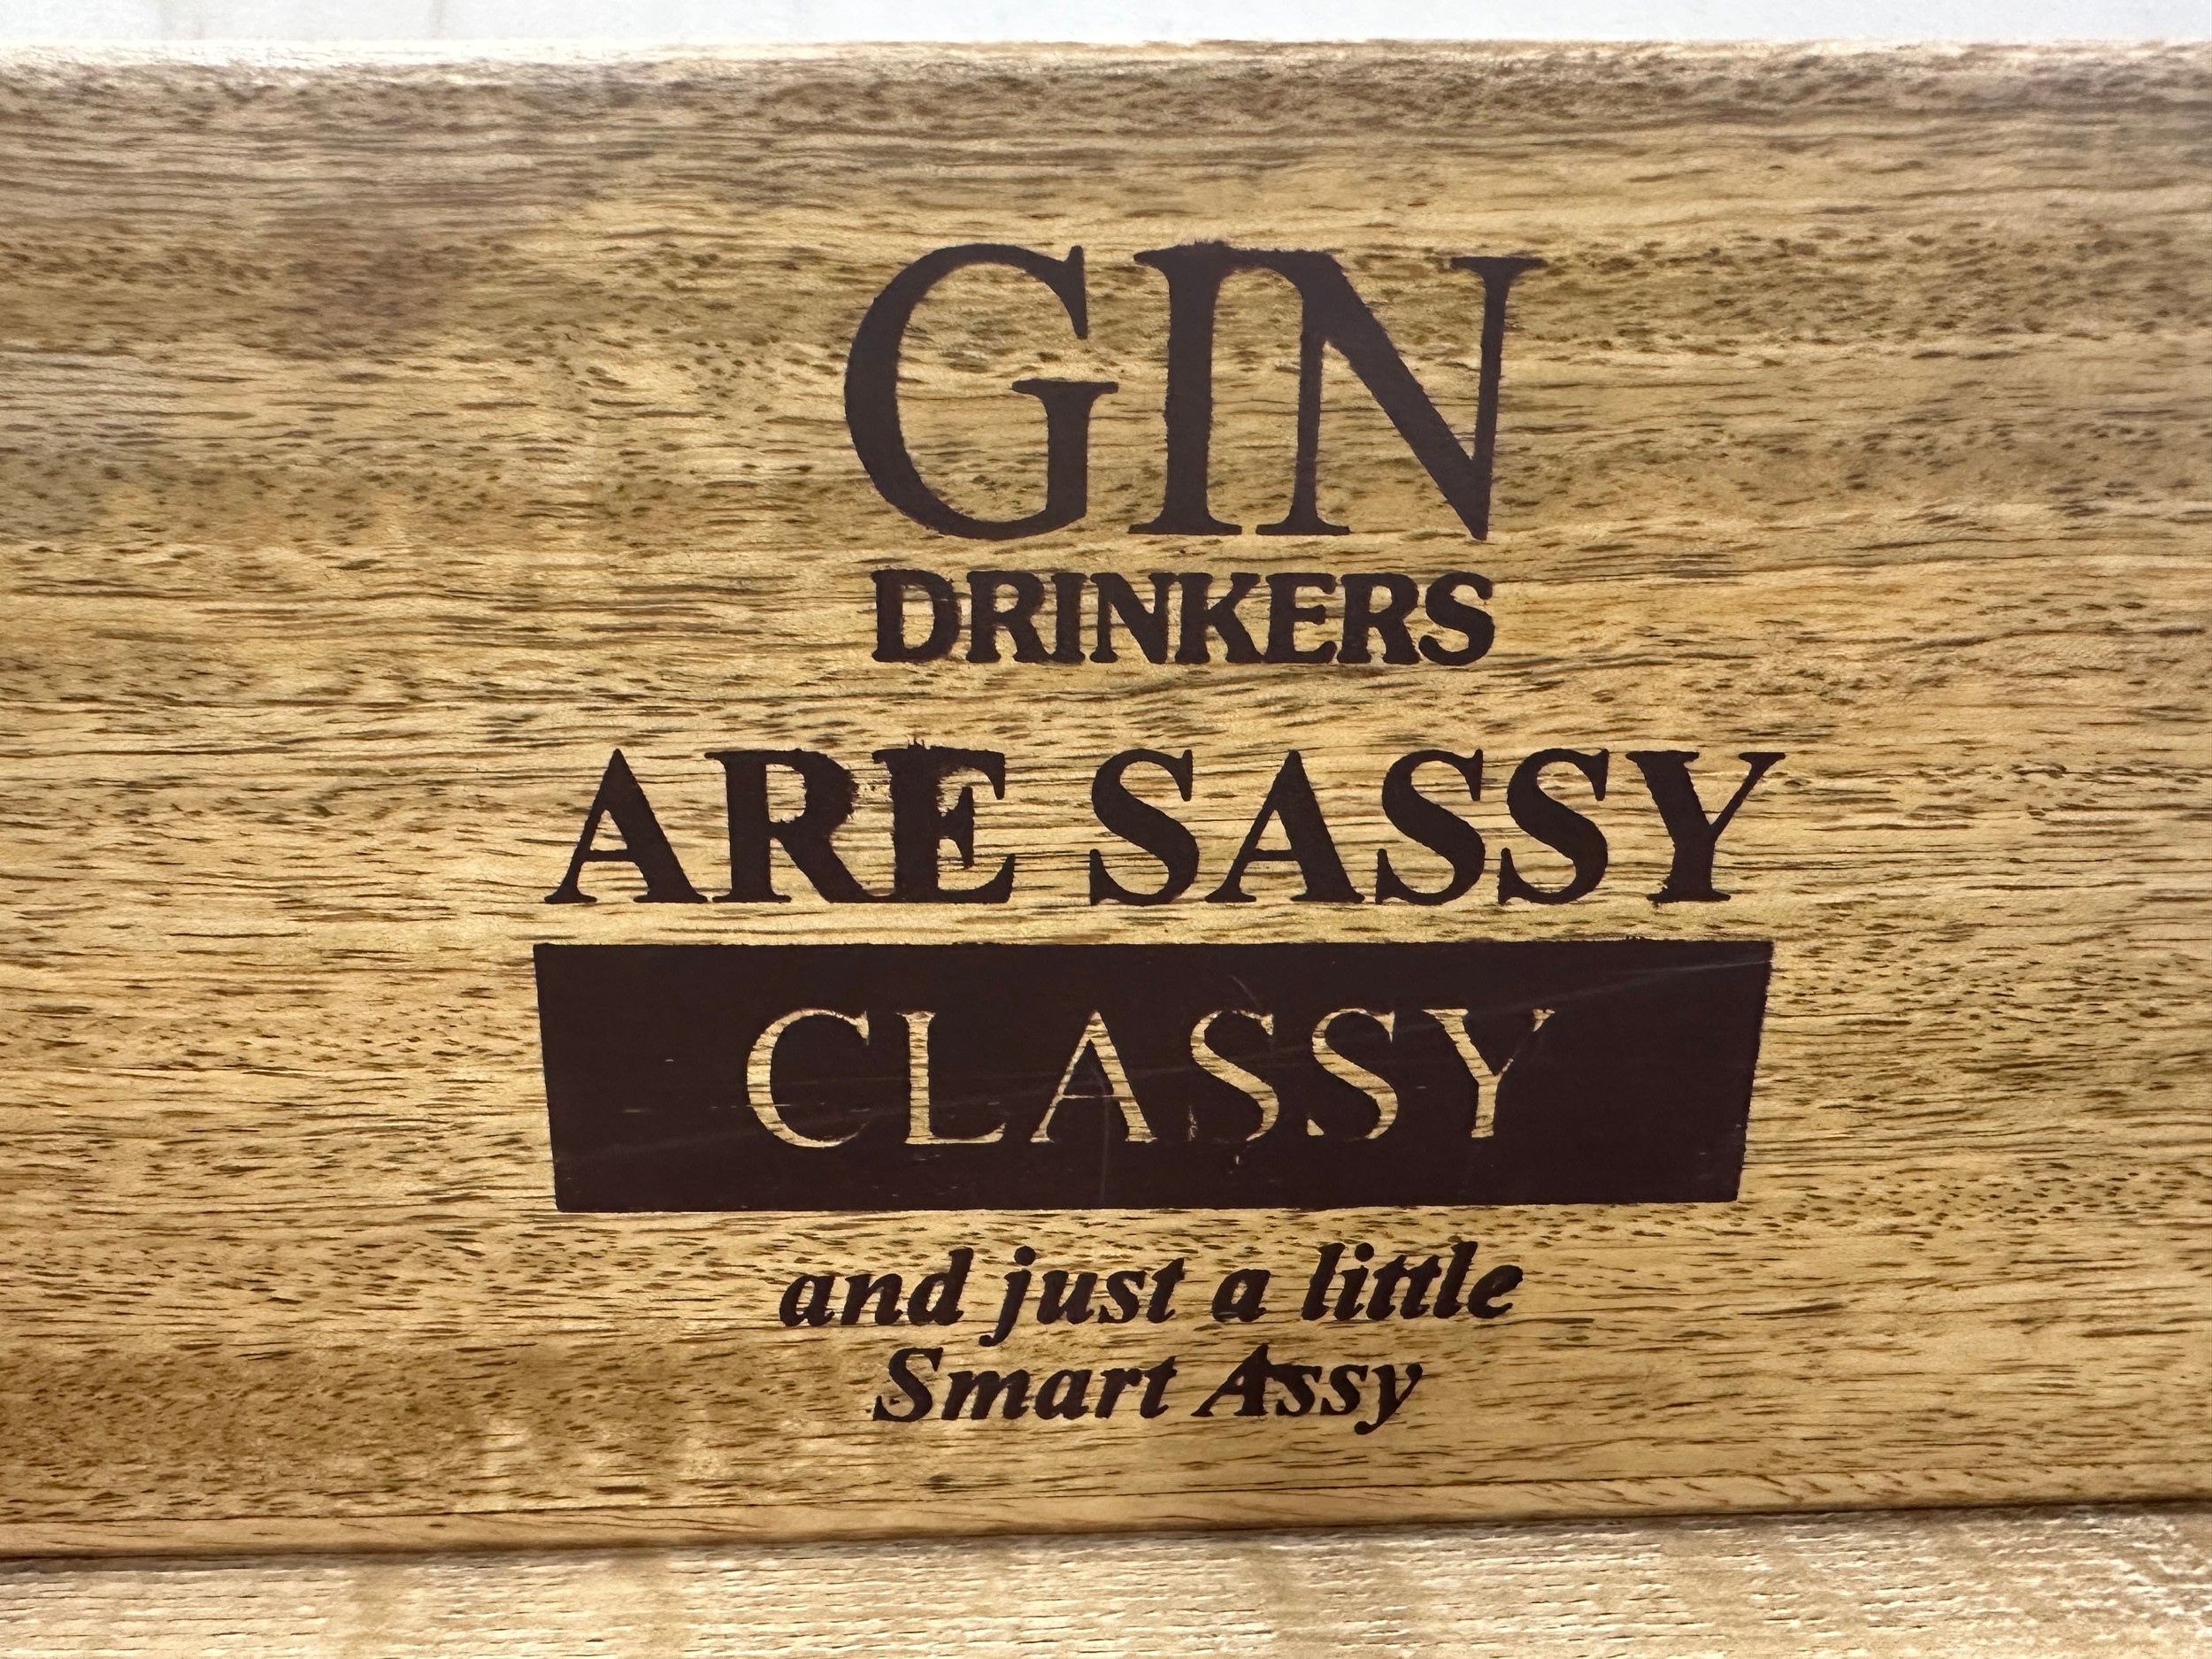 GIN
DRINKERS
ARE SASSY
CLASSY
and just a little
Smart Assy